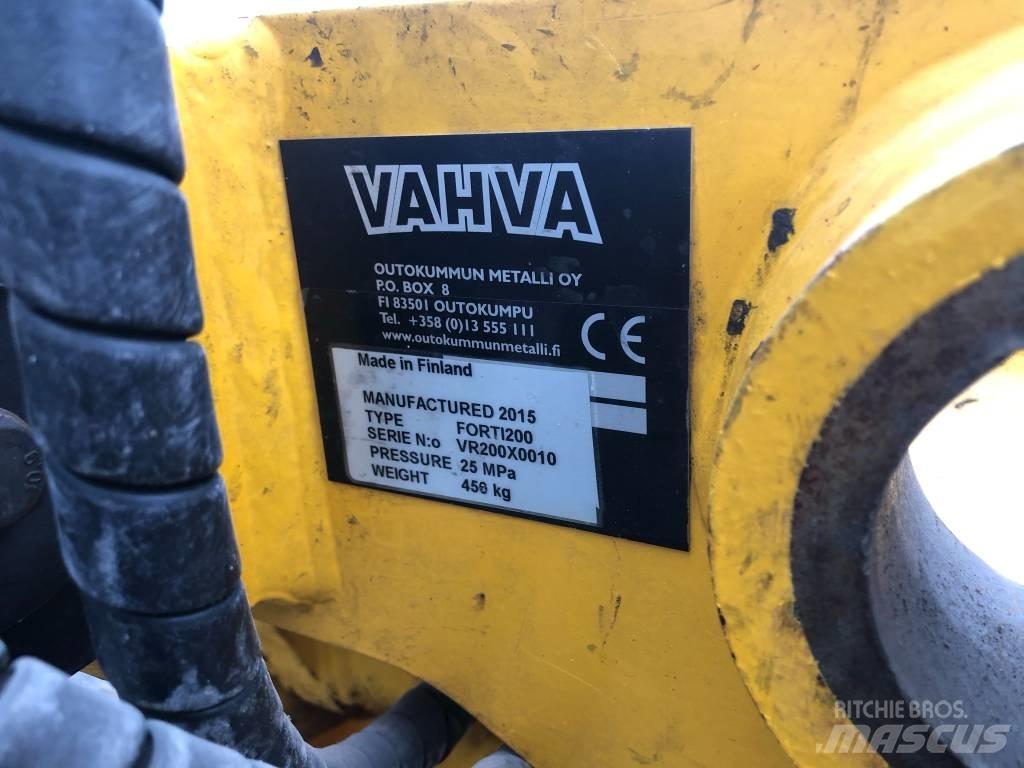 VAHVA
OUTOKUMMUN METALLI OY
P.O. BOX 8
FI 83501 OUTOKUMPU
Tel. +358 (0)13 555 111
www.outokummunmetalli.fi
CE
Made in Finland
MANUFACTURED 2015
TYPE FORTI200
SERIE N:o VR200X0010
PRESSURE 25 MPa
WEIGHT 450 kg
RITCHIE BROS.
MASCUS